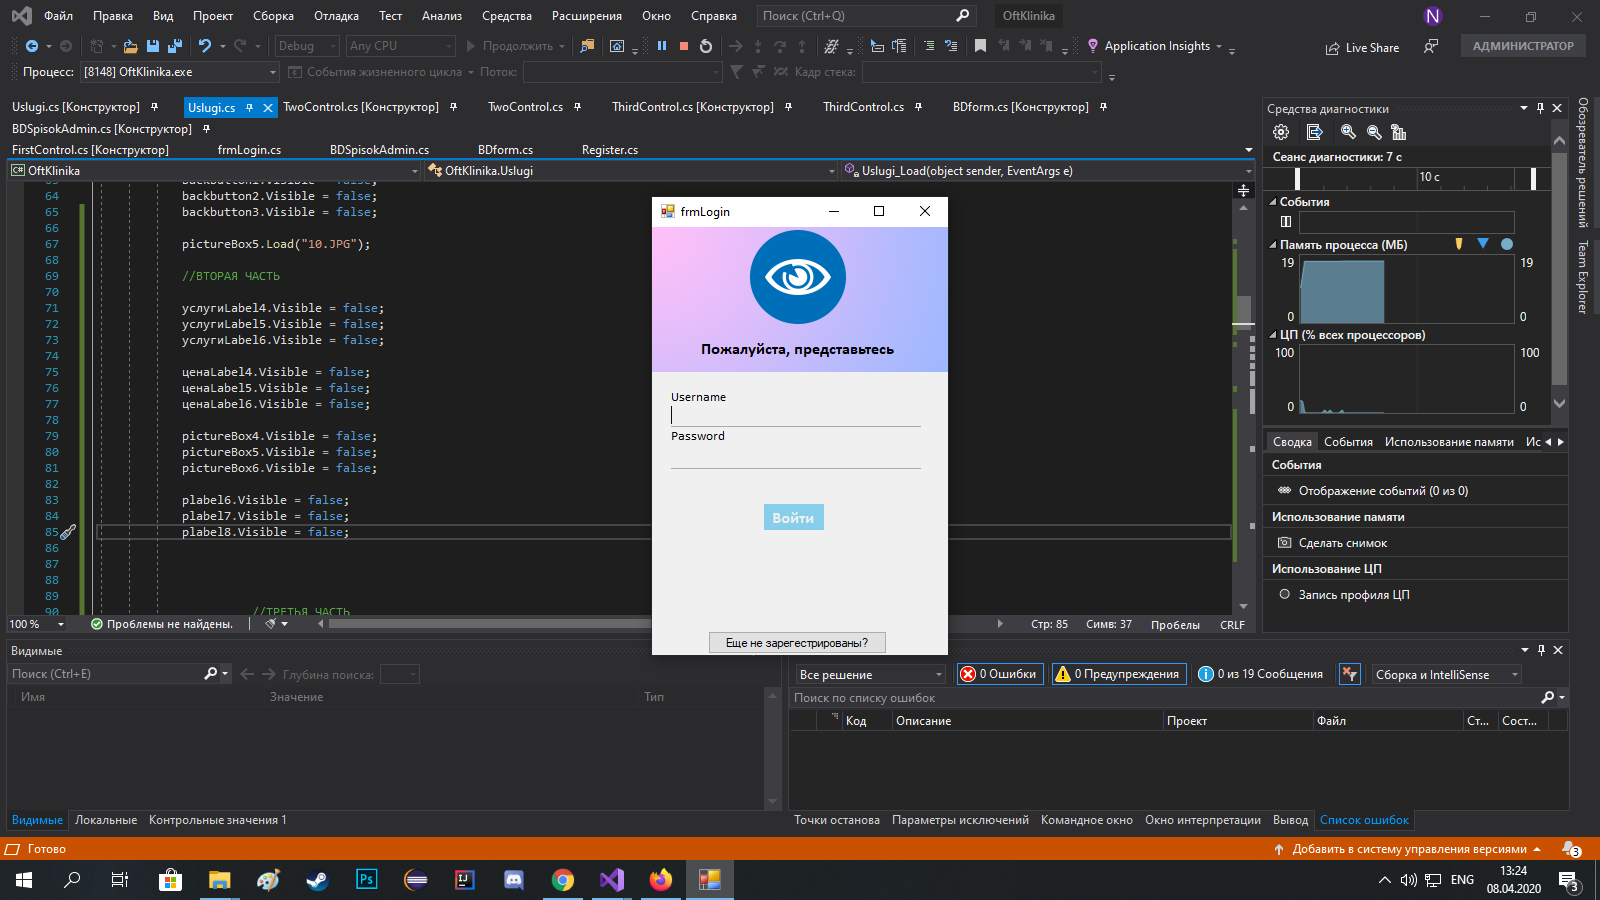 Файл Правка Вид Проект Сборка Отладка Тест Анализ Средства Расширения Окно Справка Поиск (Ctrl+Q) OftKlinika N
Debug Any CPU Продолжить Application Insights Live Share АДМИНИСТРАТОР
Процесс: [8148] OftKlinika.exe События жизненного цикла Поток: Кадр стека:
Uslugi.cs [Конструктор] Uslugi.cs TwoControl.cs [Конструктор] TwoControl.cs ThirdControl.cs [Конструктор] ThirdControl.cs BDform.cs [Конструктор]
BDSpisokAdmin.cs [Конструктор]
FirstControl.cs [Конструктор] frmLogin.cs BDSpisokAdmin.cs BDform.cs Register.cs
OftKlinika OftKlinika.Uslugi Uslugi_Load(object sender, EventArgs e)
63 backbutton1.Visible = false;
64 backbutton2.Visible = false;
65 backbutton3.Visible = false;
66
67 pictureBox5.Load("10.JPG");
68
69 //ВТОРАЯ ЧАСТЬ
70
71 услугиLabel4.Visible = false;
72 услугиLabel5.Visible = false;
73 услугиLabel6.Visible = false;
74
75 ценаLabel4.Visible = false;
76 ценаLabel5.Visible = false;
77 ценаLabel6.Visible = false;
78
79 pictureBox4.Visible = false;
80 pictureBox5.Visible = false;
81 pictureBox6.Visible = false;
82
83 plabel6.Visible = false;
84 plabel7.Visible = false;
85 plabel8.Visible = false;
86
87
88
89
90 //ТРЕТЬЯ ЧАСТЬ
100 % Проблемы не найдены. Стр: 85 Симв: 37 Пробелы CRLF
frmLogin
Пожалуйста, представьтесь
Username
Password
Войти
Еще не зарегестрированы?
Средства диагностики
Сеанс диагностики: 7 с
10 с
События
Память процесса (МБ)
19 19
0 0
ЦП (% всех процессоров)
100 100
0 0
Сводка События Использование памяти Ис
События
Отображение событий (0 из 0)
Использование памяти
Сделать снимок
Использование ЦП
Запись профиля ЦП
Обозреватель решений
Team Explorer
Видимые
Поиск (Ctrl+E) Глубина поиска:
Имя Значение Тип
Видимые Локальные Контрольные значения 1
Все решение 0 Ошибки 0 Предупреждения 0 из 19 Сообщения Сборка и IntelliSense
Поиск по списку ошибок
Код Описание Проект Файл Ст... Сост...
Точки останова Параметры исключений Командное окно Окно интерпретации Вывод Список ошибок
Готово Добавить в систему управления версиями 3
Ps IJ ENG 13:24
08.04.2020 3